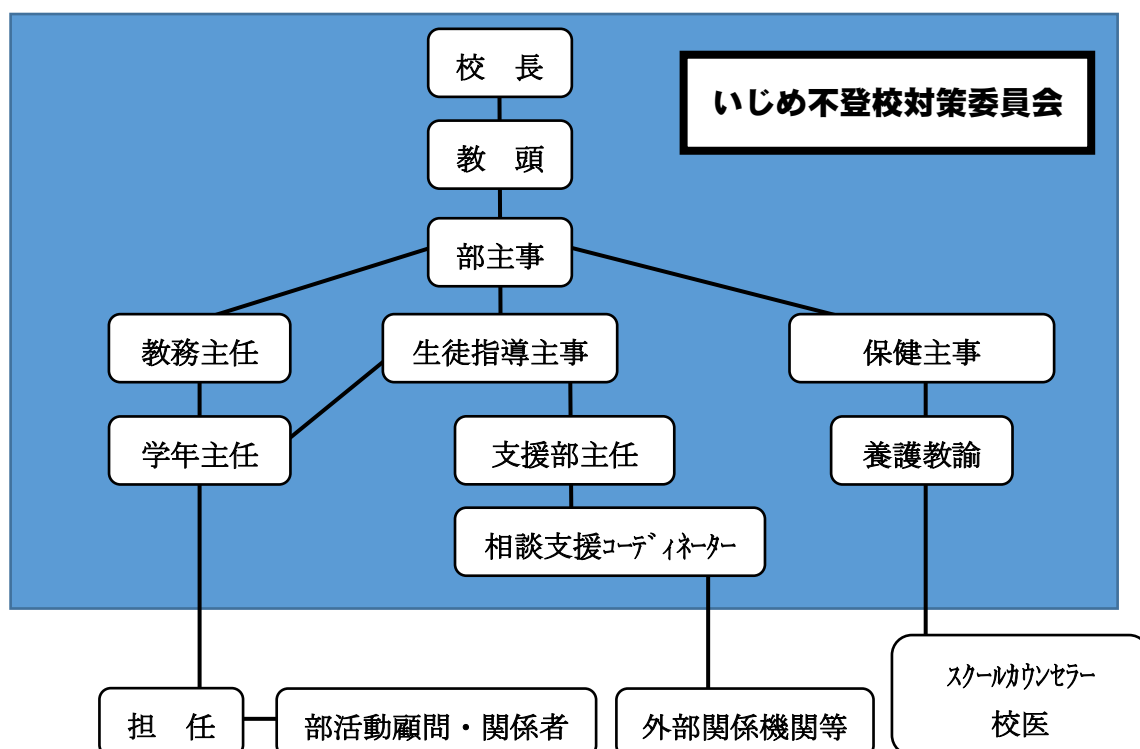 校　長
いじめ不登校対策委員会
教　頭
部主事
教務主任
生徒指導主事
保健主事
学年主任
支援部主任
養護教諭
相談支援ｺｰﾃﾞｨﾈｰﾀｰ
ｽｸｰﾙｶｳﾝｾﾗｰ
校医
担　任
部活動顧問・関係者
外部関係機関等